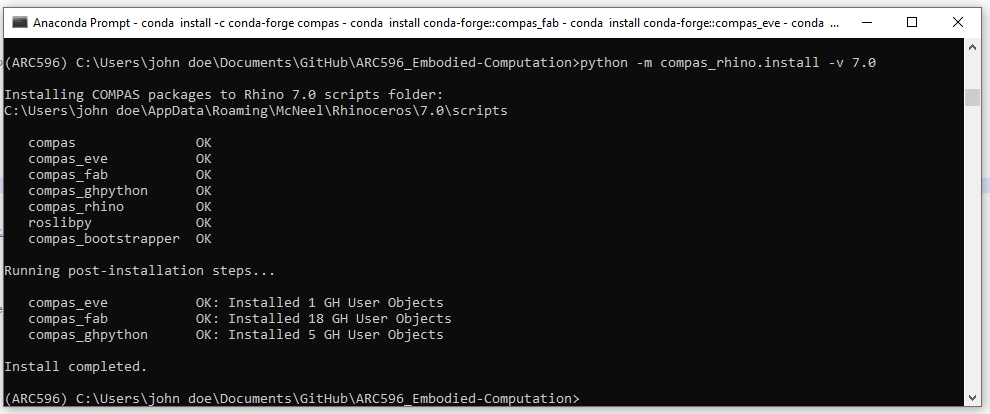 Anaconda Prompt - conda install -c conda-forge compas - conda install conda-forge::compas_fab - conda install conda-forge::compas_eve - conda ...
(ARC596) C:\Users\john doe\Documents\GitHub\ARC596_Embodied-Computation>python -m compas_rhino.install -v 7.0
Installing COMPAS packages to Rhino 7.0 scripts folder:
C:\Users\john doe\AppData\Roaming\McNeel\Rhinoceros\7.0\scripts
compas OK
compas_eve OK
compas_fab OK
compas_ghpython OK
compas_rhino OK
roslibpy OK
compas_bootstrapper OK
Running post-installation steps...
compas_eve OK: Installed 1 GH User Objects
compas_fab OK: Installed 18 GH User Objects
compas_ghpython OK: Installed 5 GH User Objects
Install completed.
(ARC596) C:\Users\john doe\Documents\GitHub\ARC596_Embodied-Computation>